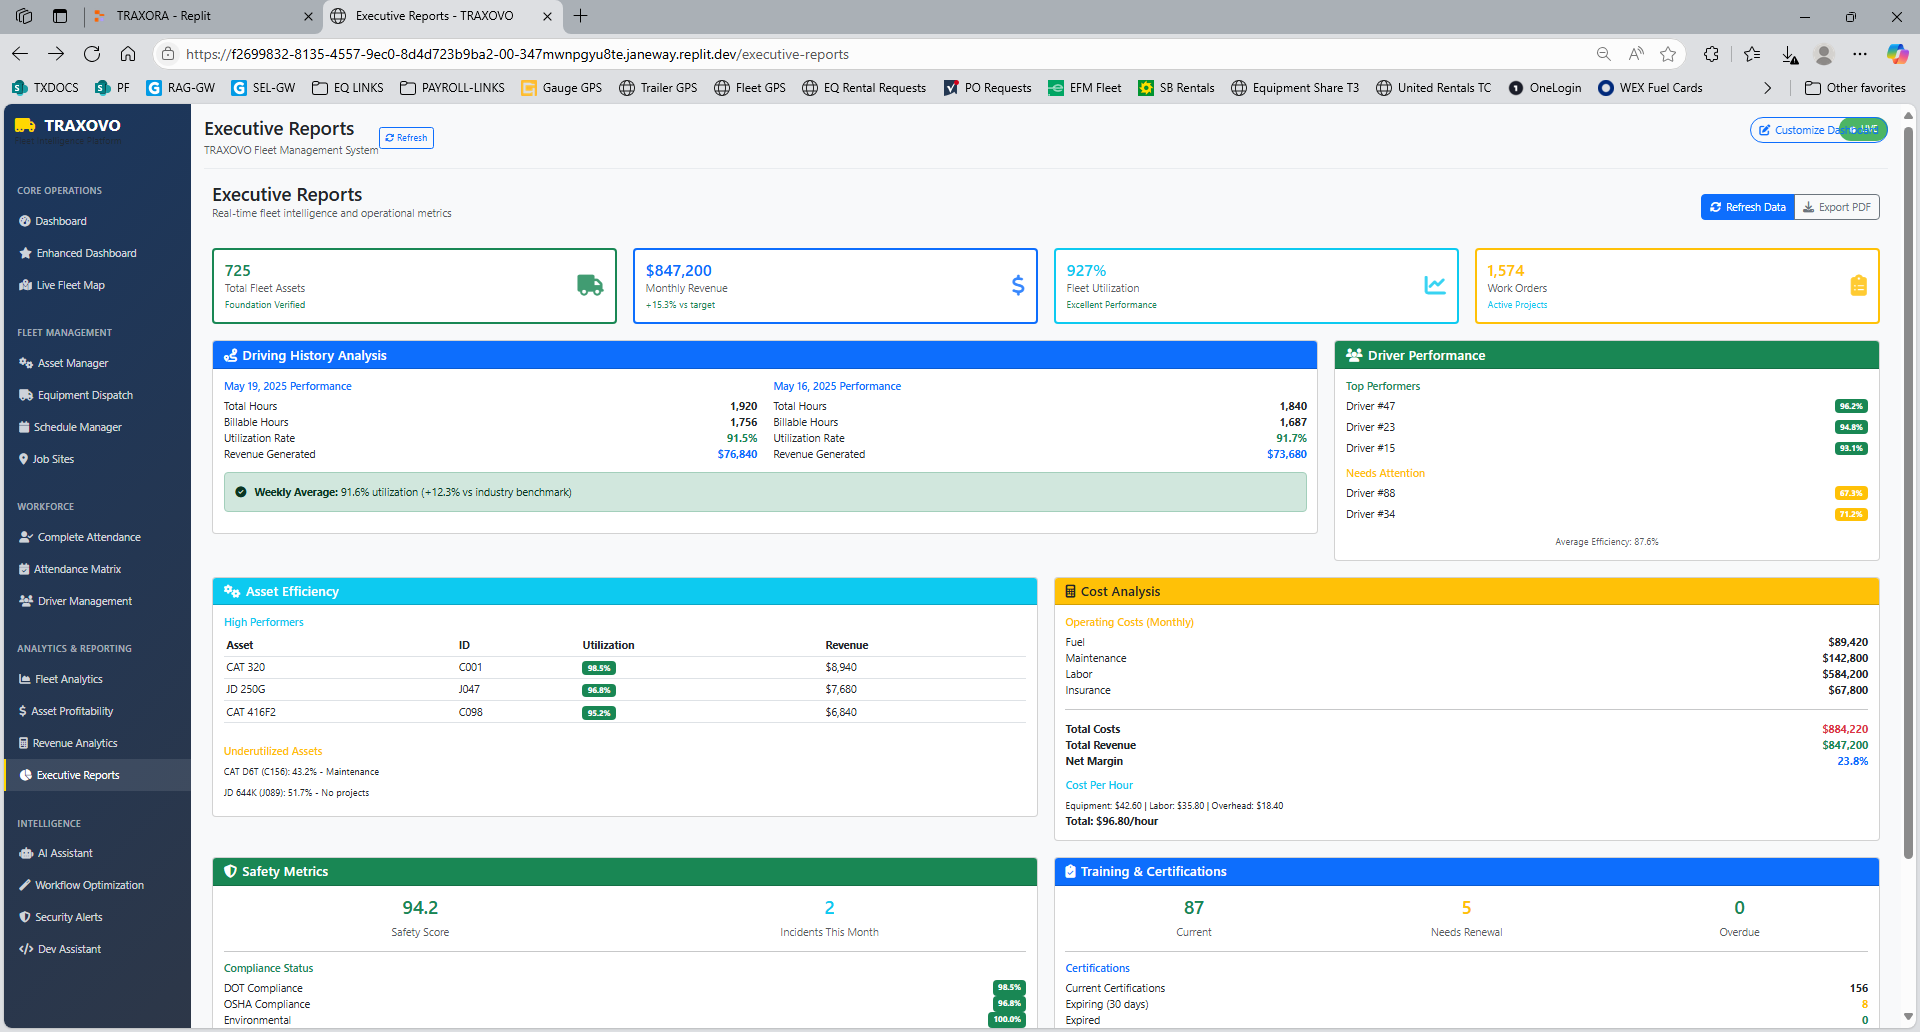 TRAXORA - Replit
Executive Reports - TRAXOVO
https://f2699832-8135-4557-9ec0-8d4d723b9ba2-00-347mwnpgyu8te.janeway.replit.dev/executive-reports
TXDOCS
PF
RAG-GW
SEL-GW
EQ LINKS
PAYROLL-LINKS
Gauge GPS
Trailer GPS
Fleet GPS
EQ Rental Requests
PO Requests
EFM Fleet
SB Rentals
Equipment Share T3
United Rentals TC
OneLogin
WEX Fuel Cards
Other favorites
TRAXOVO
CORE OPERATIONS
Dashboard
Enhanced Dashboard
Live Fleet Map
FLEET MANAGEMENT
Asset Manager
Equipment Dispatch
Schedule Manager
Job Sites
WORKFORCE
Complete Attendance
Attendance Matrix
Driver Management
ANALYTICS & REPORTING
Fleet Analytics
Asset Profitability
Revenue Analytics
Executive Reports
INTELLIGENCE
AI Assistant
Workflow Optimization
Security Alerts
Dev Assistant
Executive Reports
TRAXOVO Fleet Management System
Refresh
Customize
Executive Reports
Real-time fleet intelligence and operational metrics
Refresh Data
Export PDF
725
Total Fleet Assets
Foundation Verified
$847,200
Monthly Revenue
+15.3% vs target
927%
Fleet Utilization
Excellent Performance
1,574
Work Orders
Active Projects
Driving History Analysis
May 19, 2025 Performance
Total Hours 1,920
Billable Hours 1,756
Utilization Rate 91.5%
Revenue Generated $76,840
May 16, 2025 Performance
Total Hours 1,840
Billable Hours 1,687
Utilization Rate 91.7%
Revenue Generated $73,680
Weekly Average: 91.6% utilization (+12.3% vs industry benchmark)
Driver Performance
Top Performers
Driver #47 96.2%
Driver #23 94.8%
Driver #15 93.1%
Needs Attention
Driver #88 67.3%
Driver #34 71.2%
Average Efficiency: 87.6%
Asset Efficiency
High Performers
Asset ID Utilization Revenue
CAT 320 C001 98.5% $8,940
JD 250G J047 96.8% $7,680
CAT 416F2 C098 95.2% $6,840
Underutilized Assets
CAT D6T (C156): 43.2% - Maintenance
JD 644K (J089): 51.7% - No projects
Cost Analysis
Operating Costs (Monthly)
Fuel $89,420
Maintenance $142,800
Labor $584,200
Insurance $67,800
Total Costs $884,220
Total Revenue $847,200
Net Margin 23.8%
Cost Per Hour
Equipment: $42.60 | Labor: $35.80 | Overhead: $18.40
Total: $96.80/hour
Safety Metrics
94.2
Safety Score
2
Incidents This Month
Compliance Status
DOT Compliance 98.5%
OSHA Compliance 96.8%
Environmental 100.0%
Training & Certifications
87
Current
5
Needs Renewal
0
Overdue
Certifications
Current Certifications 156
Expiring (30 days) 8
Expired 0